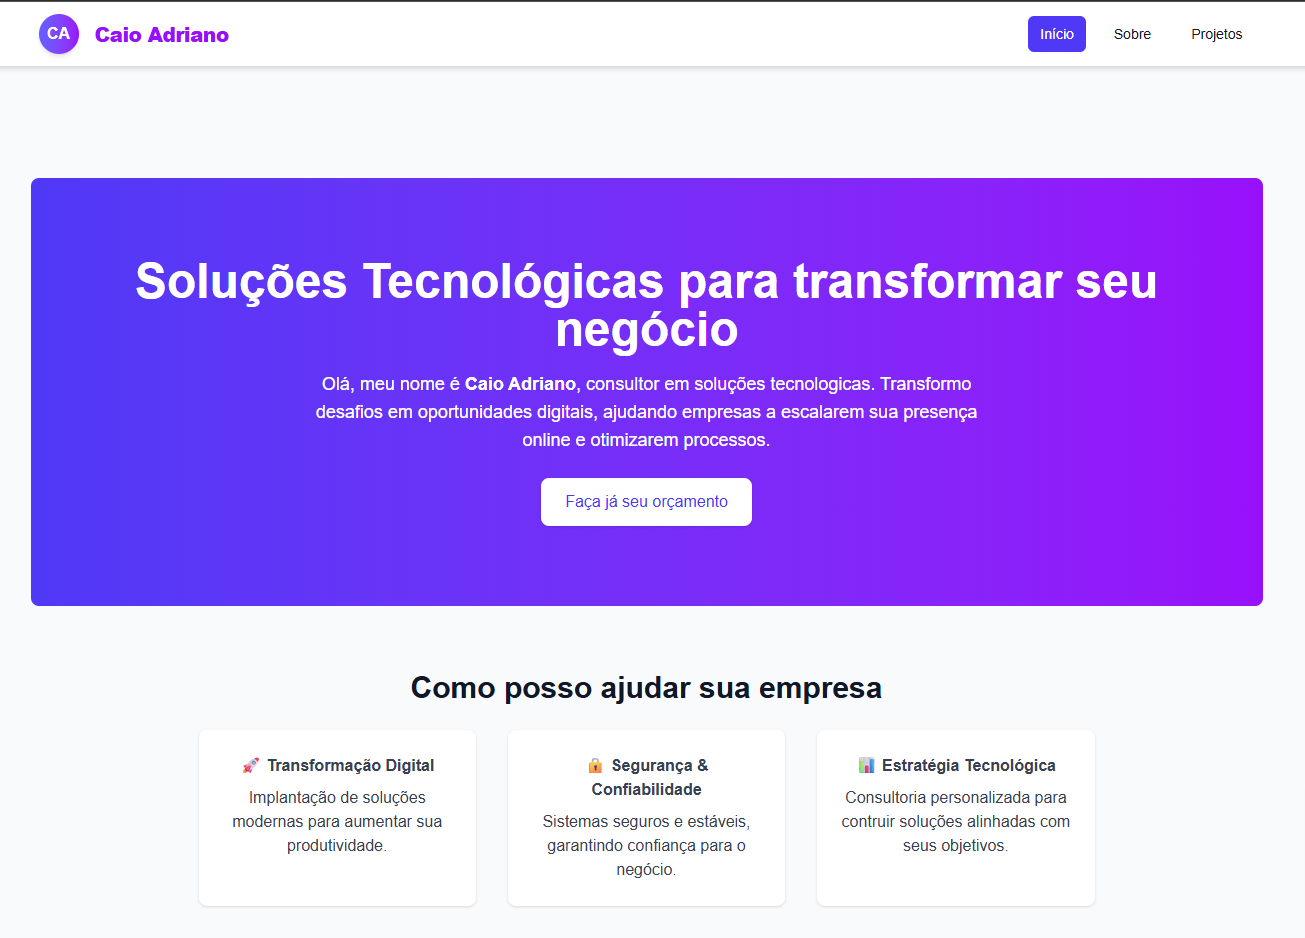 CA Caio Adriano Início Sobre Projetos
Soluções Tecnológicas para transformar seu
negócio
Olá, meu nome é Caio Adriano, consultor em soluções tecnologicas. Transformo
desafios em oportunidades digitais, ajudando empresas a escalarem sua presença
online e otimizarem processos.
Faça já seu orçamento
Como posso ajudar sua empresa
🚀 Transformação Digital
Implantação de soluções
modernas para aumentar sua
produtividade.
🔒 Segurança &
Confiabilidade
Sistemas seguros e estáveis,
garantindo confiança para o
negócio.
📊 Estratégia Tecnológica
Consultoria personalizada para
contruir soluções alinhadas com
seus objetivos.